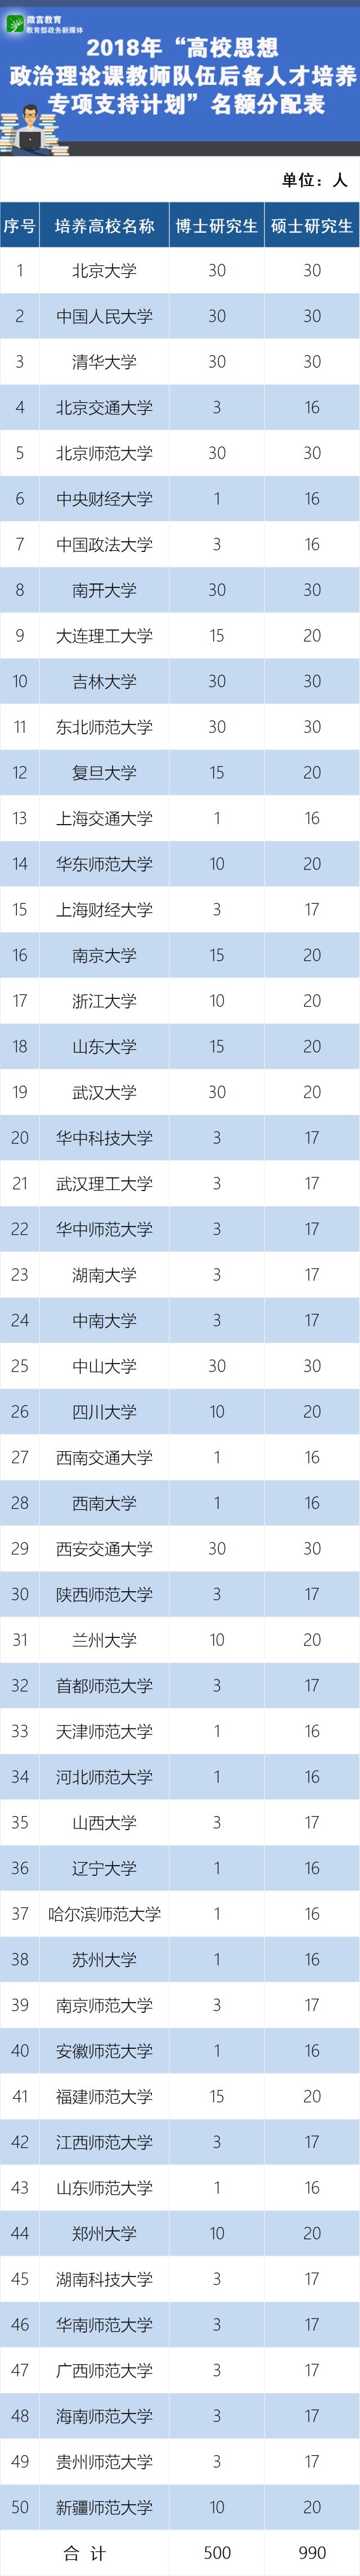 微言教育
教育部政务新媒体
2018年“高校思想
政治理论课教师队伍后备人才培养
专项支持计划”名额分配表
单位：人
序号 培养高校名称 博士研究生 硕士研究生
1 北京大学 30 30
2 中国人民大学 30 30
3 清华大学 30 30
4 北京交通大学 3 16
5 北京师范大学 30 30
6 中央财经大学 1 16
7 中国政法大学 3 16
8 南开大学 30 30
9 大连理工大学 15 20
10 吉林大学 30 30
11 东北师范大学 30 30
12 复旦大学 15 20
13 上海交通大学 1 16
14 华东师范大学 10 20
15 上海财经大学 3 17
16 南京大学 15 20
17 浙江大学 10 20
18 山东大学 15 20
19 武汉大学 30 20
20 华中科技大学 3 17
21 武汉理工大学 3 17
22 华中师范大学 3 17
23 湖南大学 3 17
24 中南大学 3 17
25 中山大学 30 30
26 四川大学 10 20
27 西南交通大学 1 16
28 西南大学 1 16
29 西安交通大学 30 30
30 陕西师范大学 3 17
31 兰州大学 10 20
32 首都师范大学 3 17
33 天津师范大学 1 16
34 河北师范大学 1 16
35 山西大学 3 17
36 辽宁大学 1 16
37 哈尔滨师范大学 1 16
38 苏州大学 1 16
39 南京师范大学 3 17
40 安徽师范大学 1 16
41 福建师范大学 15 20
42 江西师范大学 3 17
43 山东师范大学 1 16
44 郑州大学 10 20
45 湖南科技大学 3 17
46 华南师范大学 3 17
47 广西师范大学 3 17
48 海南师范大学 3 17
49 贵州师范大学 3 17
50 新疆师范大学 10 20
合 计 500 990